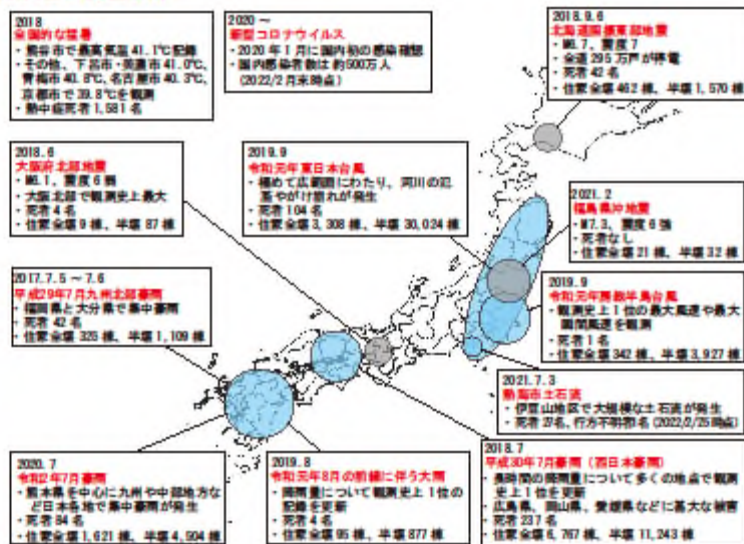 2018
全国的な猛暑
・熊谷市で最高気温 41.1℃記録
・その他、下呂市・美濃市 41.0℃、
青梅市 40.8℃、名古屋市 40.3℃、
京都市で 39.8℃を観測
・熱中症死者 1,581 名
2020 ～
新型コロナウイルス
・2020 年1月に国内初の感染確認
・国内感染者数は約500万人
(2022/2月末時点)
2018.9.6
北海道胆振東部地震
・M6.7、震度 7
・全道 295 万戸が停電
・死者 42 名
・住家全壊 462 棟、半壊 1,570 棟
2018.6
大阪府北部地震
・M6.1、震度 6 弱
・大阪北部で観測史上最大
・死者 4 名
・住家全壊 9 棟、半壊 87 棟
2019.9
令和元年東日本台風
・極めて広範囲にわたり、河川の氾
濫やがけ崩れが発生
・死者 104 名
・住家全壊 3,308 棟、半壊 30,024 棟
2021.2
福島県沖地震
・M7.3、震度 6 強
・死者なし
・住家全壊 21 棟、半壊 32 棟
2017.7.5 ～ 7.6
平成29年7月九州北部豪雨
・福岡県と大分県で集中豪雨
・死者 42 名
・住家全壊 325 棟、半壊 1,109 棟
2019.9
令和元年房総半島台風
・観測史上1位の最大風速や最大
瞬間風速を観測
・死者 1 名
・住家全壊 342 棟、半壊 3,927 棟
2021.7.3
熱海市土石流
・伊豆山地区で大規模な土石流が発生
・死者 27名、行方不明者1名 (2022/2/25時点)
2020.7
令和2年7月豪雨
・熊本県を中心に九州や中部地方な
ど日本各地で集中豪雨が発生
・死者 84 名
・住家全壊 1,621 棟、半壊 4,504 棟
2019.8
令和元年8月の前線に伴う大雨
・降雨量について観測史上1位の
記録を更新
・死者 4 名
・住家全壊 95 棟、半壊 877 棟
2018.7
平成30年7月豪雨（西日本豪雨）
・長時間の降雨量について多くの地点で観測
史上1位を更新
・広島県、岡山県、愛媛県などに甚大な被害
・死者 237 名
・住家全壊 6,767 棟、半壊 11,243 棟